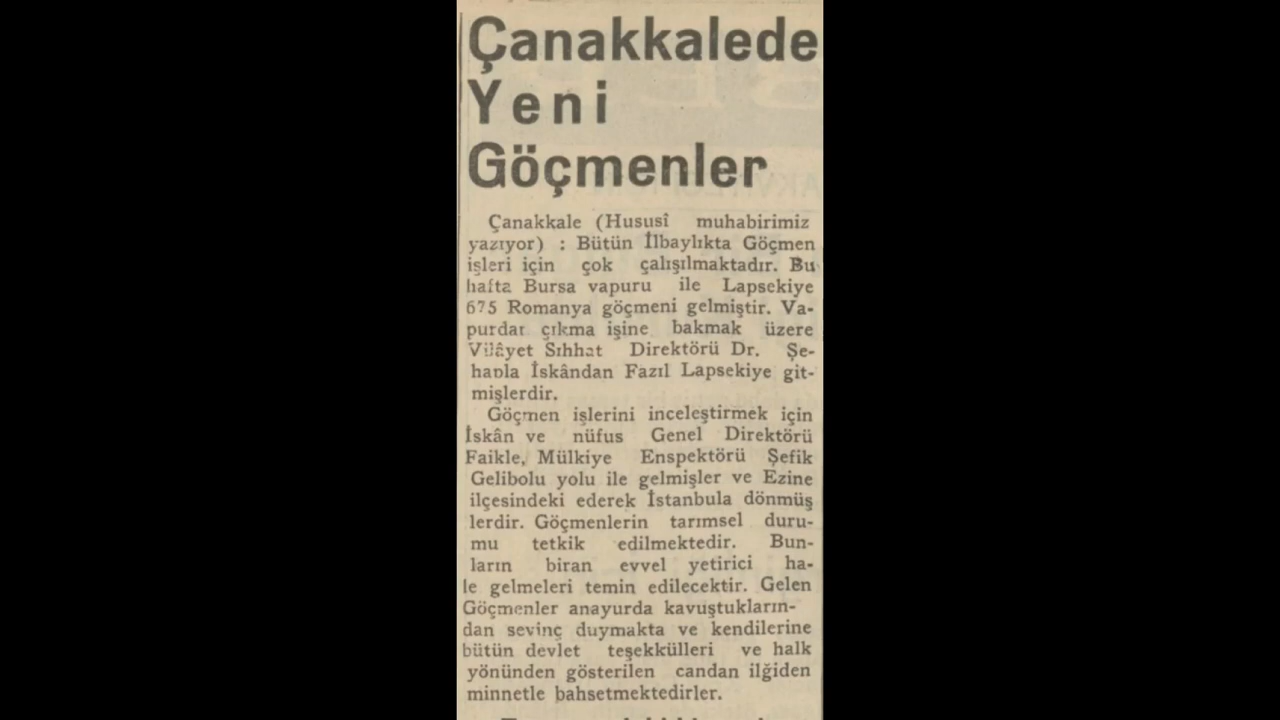 Çanakkalede
Yeni
Göçmenler
Çanakkale (Hususî muhabirimiz
yazıyor) : Bütün İlbaylıkta Göçmen
işleri için çok çalışılmaktadır. Bu
hafta Bursa vapuru ile Lapsekiye
675 Romanya göçmeni gelmiştir. Va-
purdan çıkma işine bakmak üzere
Vilâyet Sıhhat Direktörü Dr. Şe-
hapla İskândan Fazıl Lapsekiye git-
mişlerdir.
Göçmen işlerini inceleştirmek için
İskân ve nüfus Genel Direktörü
Faikle, Mülkiye Enspektörü Şefik
Gelibolu yolu ile gelmişler ve Ezine
ilçesindeki ederek İstanbula dönmüş
lerdir. Göçmenlerin tarımsel duru-
mu tetkik edilmektedir. Bun-
ların biran evvel yetirici ha-
le gelmeleri temin edilecektir. Gelen
Göçmenler anayurda kavuştukların-
dan sevinç duymakta ve kendilerine
bütün devlet teşekkülleri ve halk
yönünden gösterilen candan ilğiden
minnetle bahsetmektedirler.